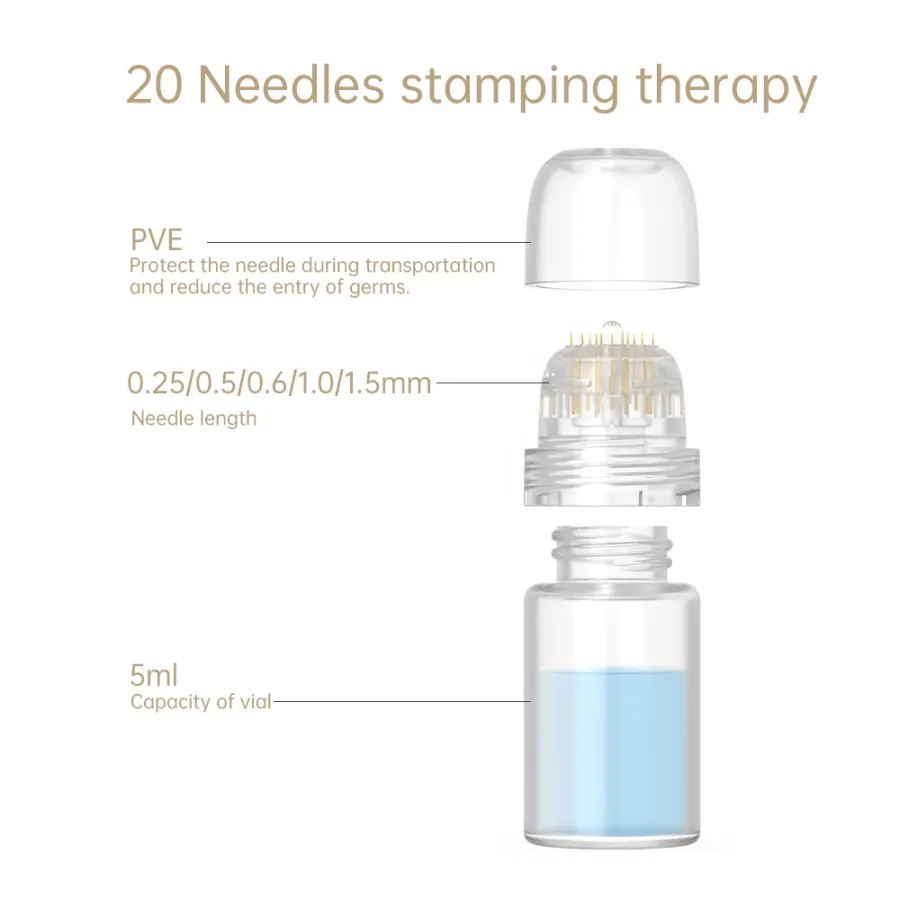 20 Needles stamping therapy
PVE
Protect the needle during transportation
and reduce the entry of germs.
0.25/0.5/0.6/1.0/1.5mm
Needle length
5ml
Capacity of vial